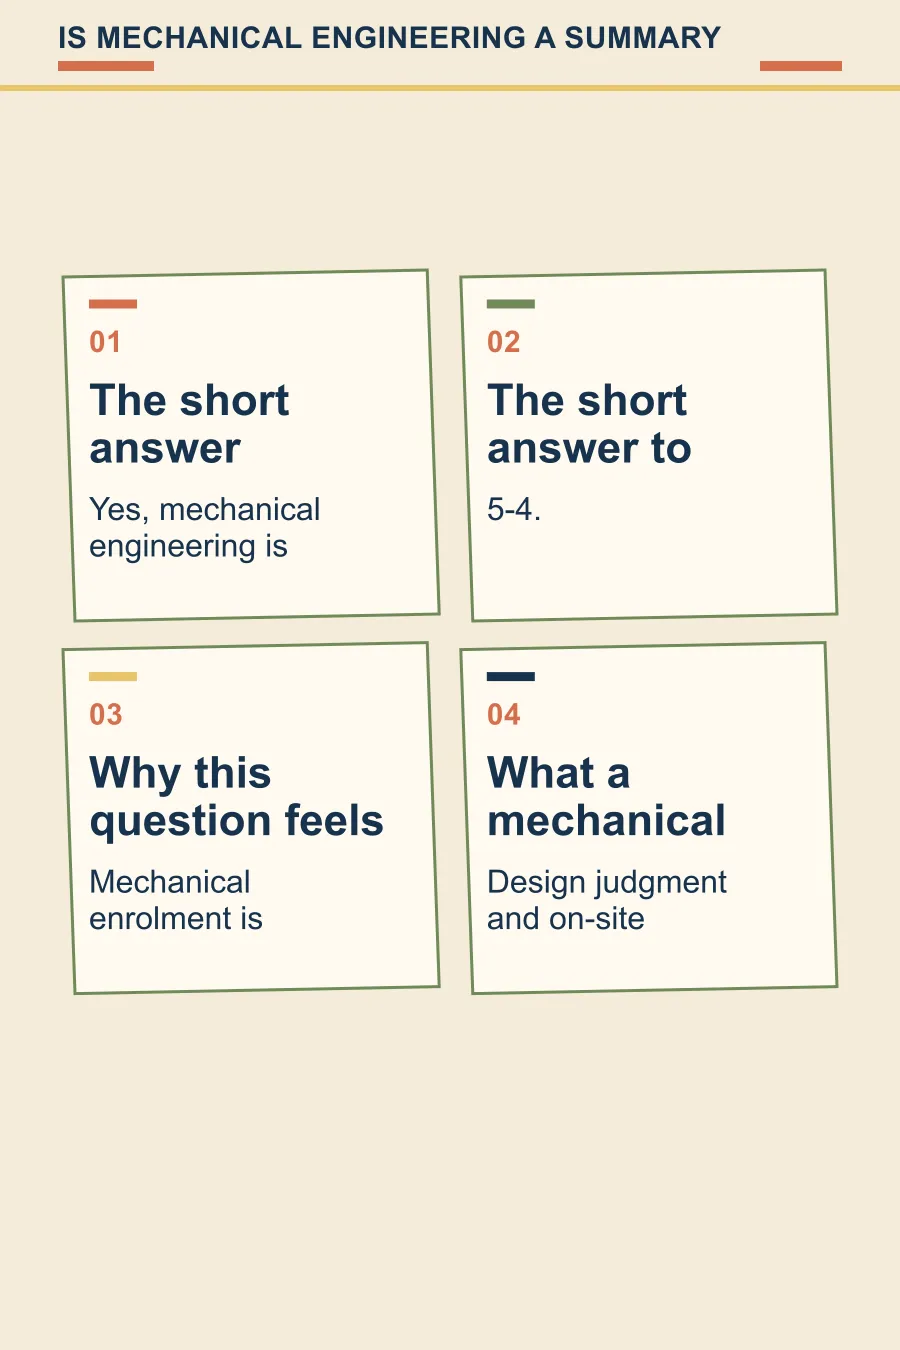 IS MECHANICAL ENGINEERING A SUMMARY
01
The short
answer
Yes, mechanical
engineering is
02
The short
answer to
5-4.
03
Why this
question feels
Mechanical
enrolment is
04
What a
mechanical
Design judgment
and on-site